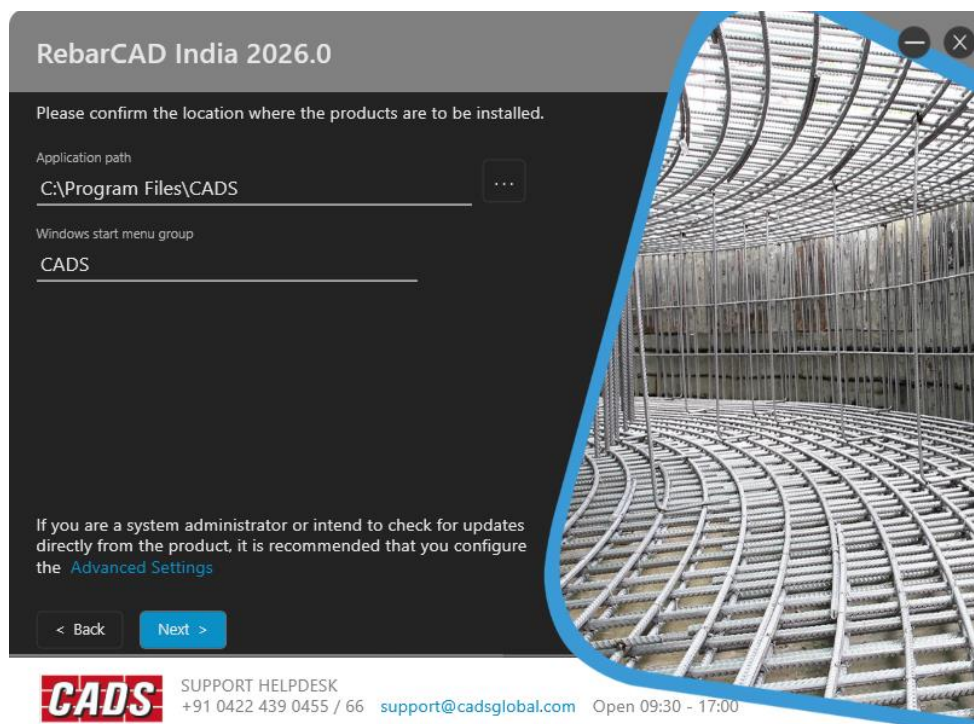 RebarCAD India 2026.0
Please confirm the location where the products are to be installed.
Application path
C:\Program Files\CADS
...
Windows start menu group
CADS
If you are a system administrator or intend to check for updates
directly from the product, it is recommended that you configure
the Advanced Settings
< Back Next >
CADS
SUPPORT HELPDESK
+91 0422 439 0455 / 66 support@cadsglobal.com Open 09:30 - 17:00